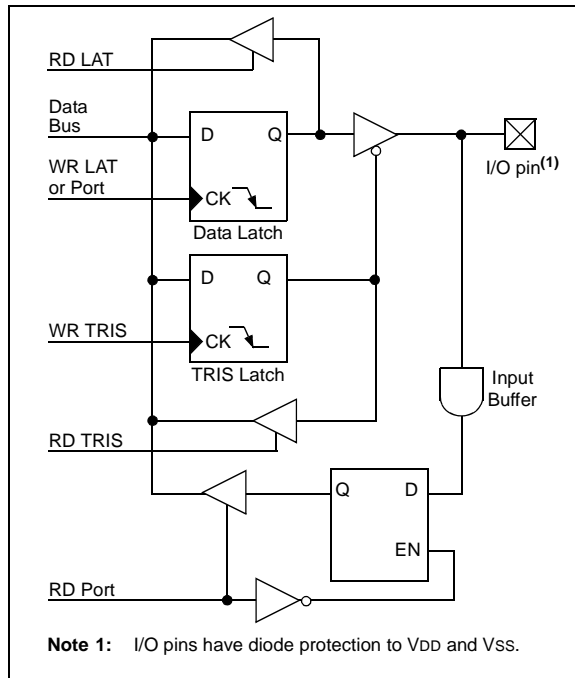 RD LAT
Data
Bus
D Q
WR LAT
or Port
CK
Data Latch
I/O pin(1)
D Q
WR TRIS
CK
TRIS Latch
Input
Buffer
RD TRIS
Q D
EN
RD Port
Note 1: I/O pins have diode protection to VDD and VSS.